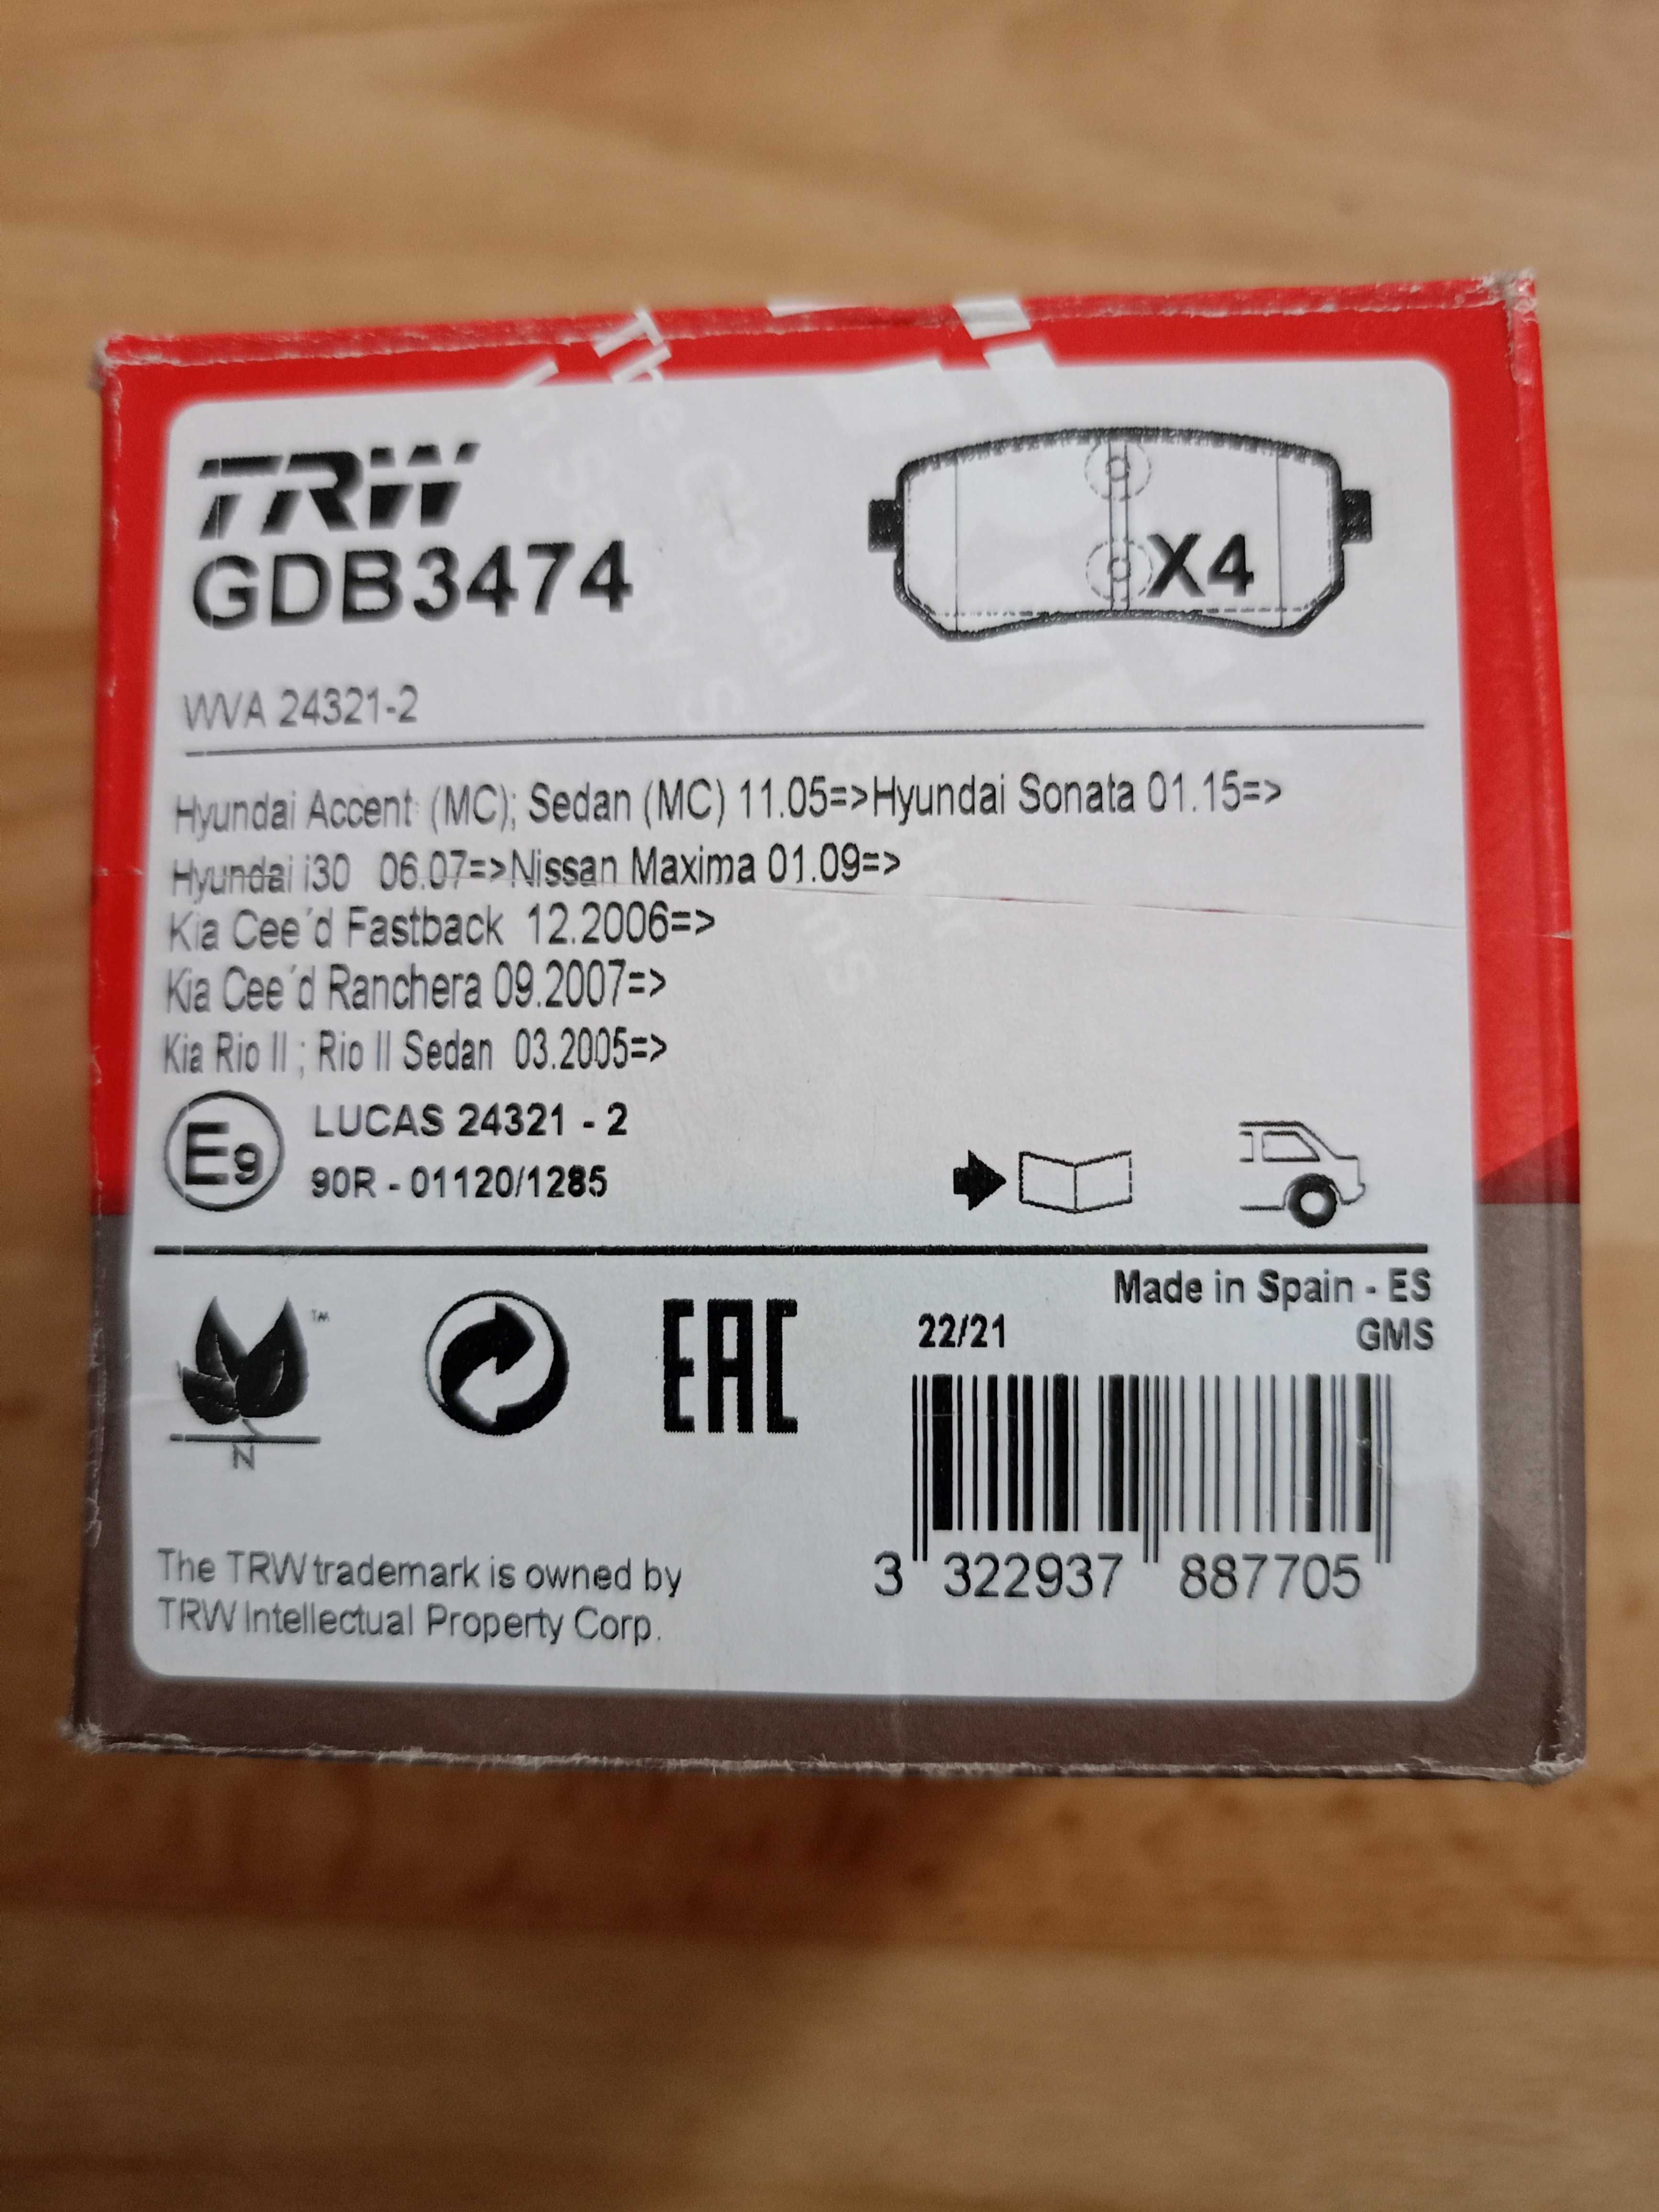 TRW
GDB3474
X4
WVA 24321-2
Hyundai Accent (MC); Sedan (MC) 11.05=>Hyundai Sonata 01.15=>
Hyundai i30 06.07=>Nissan Maxima 01.09=>
Kia Cee´d Fastback 12.2006=>
Kia Cee´d Ranchera 09.2007=>
Kia Rio II ; Rio II Sedan 03.2005=>
E9
LUCAS 24321 - 2
90R - 01120/1285
Made in Spain - ES
22/21
GMS
TM
N
EAC
3 322937 887705
The TRW trademark is owned by
TRW Intellectual Property Corp.